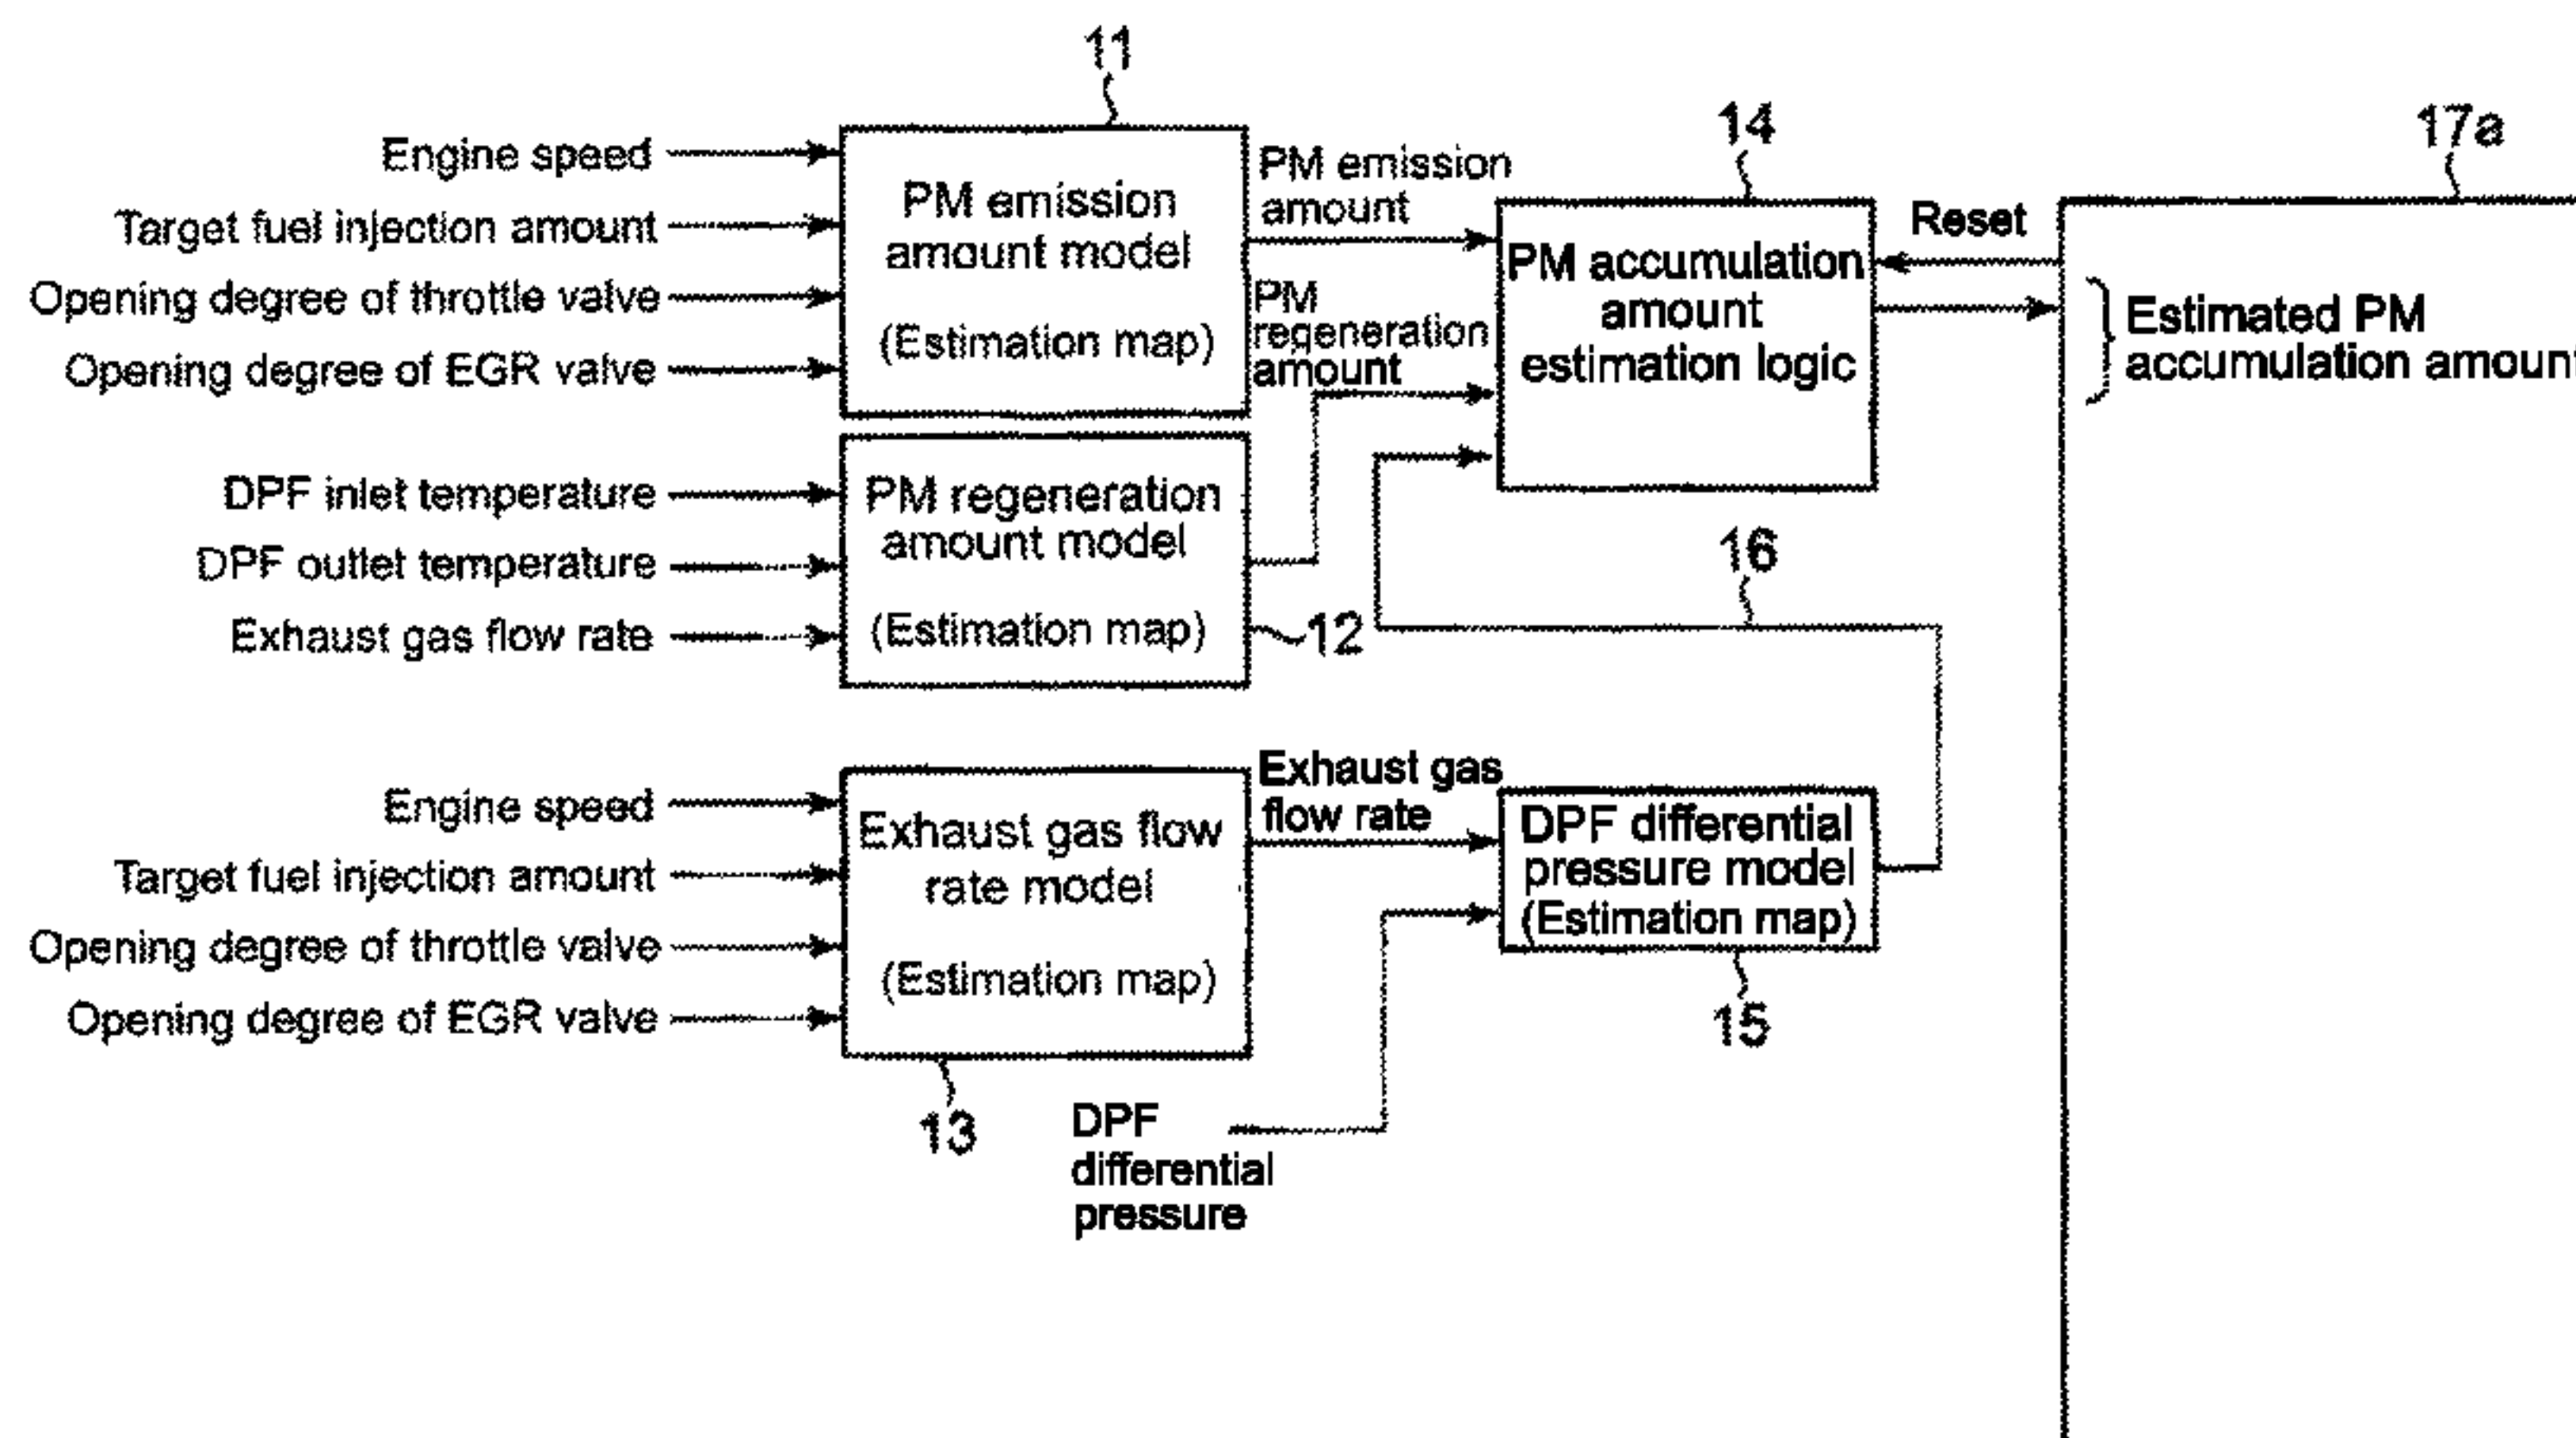 11
Engine speed
Target fuel injection amount
Opening degree of throttle valve
Opening degree of EGR valve
PM emission
amount model
(Estimation map)
PM emission
amount
PM
regeneration
amount
14
PM accumulation
amount
estimation logic
Reset
17a
Estimated PM
accumulation
DPF inlet temperature
DPF outlet temperature
Exhaust gas flow rate
PM regeneration
amount model
(Estimation map)
12
16
Engine speed
Target fuel injection amount
Opening degree of throttle valve
Opening degree of EGR valve
Exhaust gas flow
rate model
(Estimation map)
13
Exhaust gas
flow rate
DPF differential
pressure model
(Estimation map)
15
DPF
differential
pressure